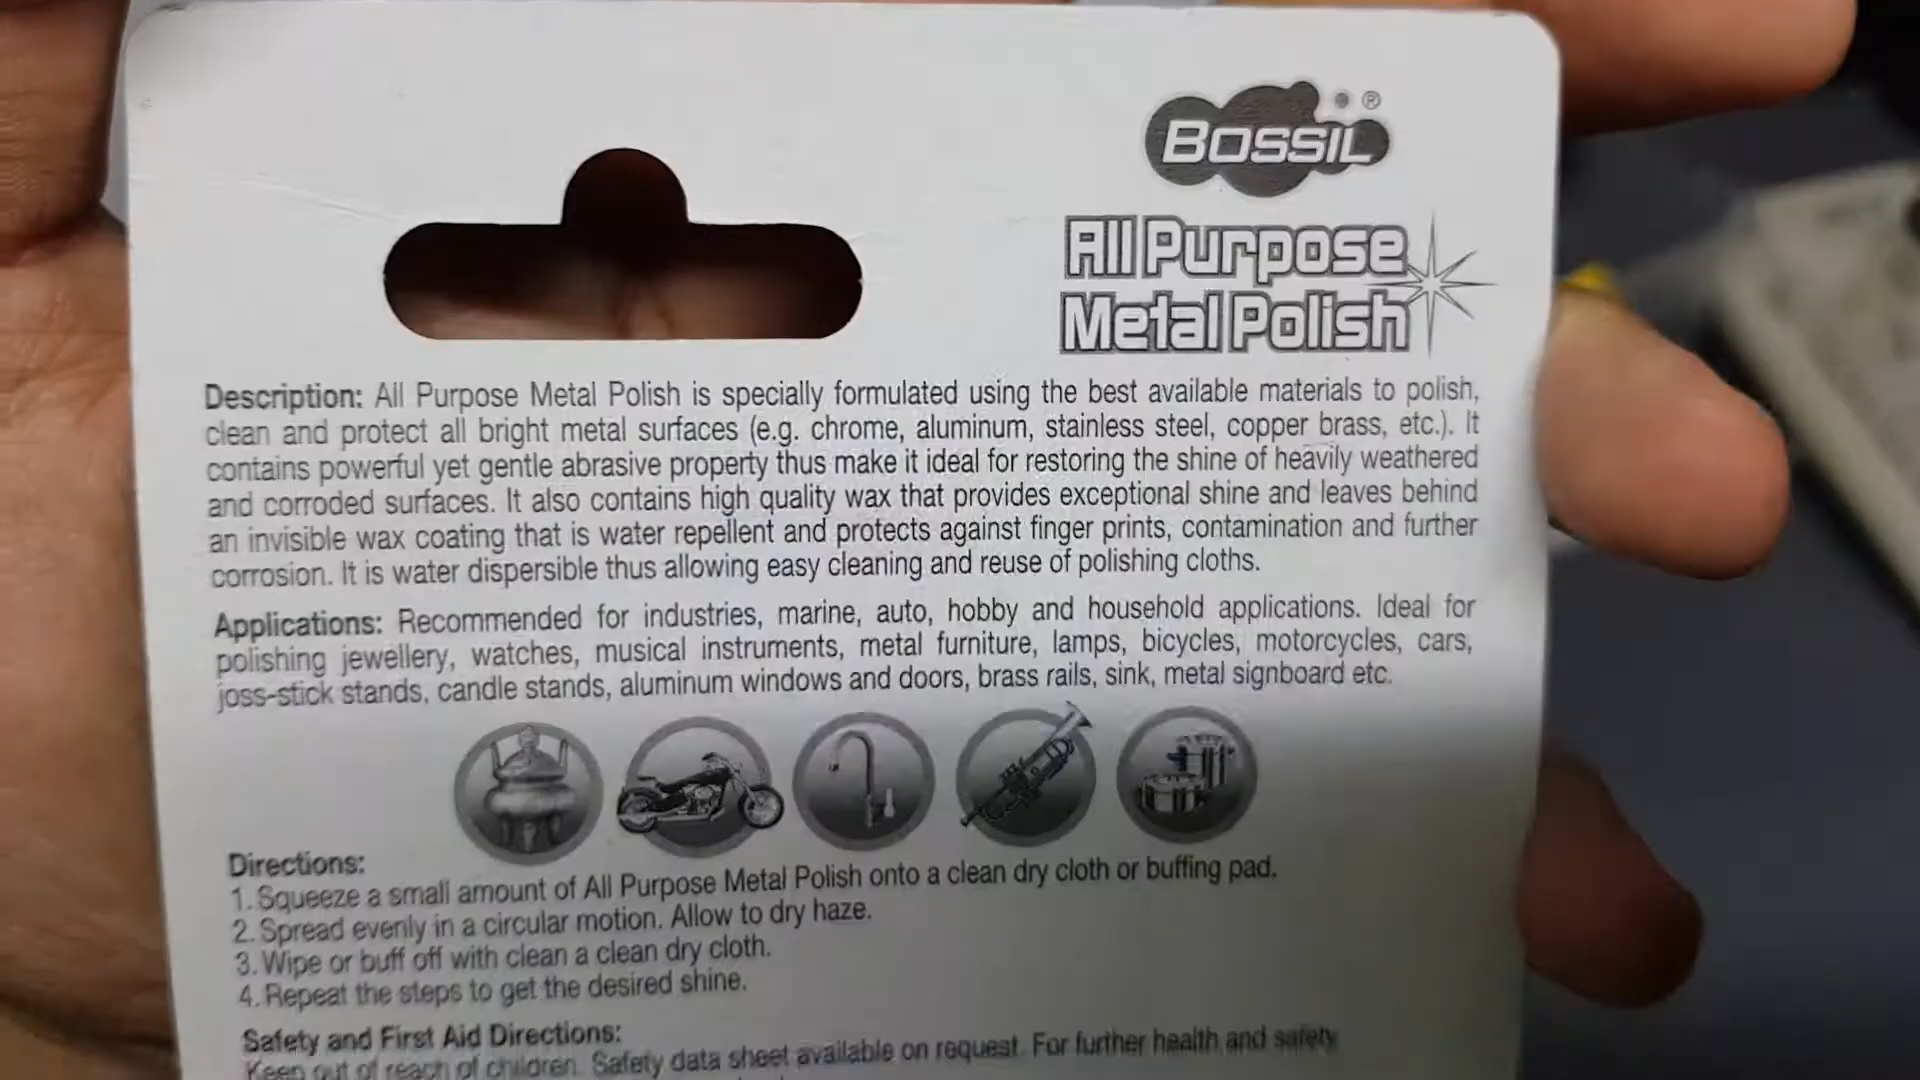 BOSSIL ®
All Purpose
Metal Polish
Description: All Purpose Metal Polish is specially formulated using the best available materials to polish,
clean and protect all bright metal surfaces (e.g. chrome, aluminum, stainless steel, copper brass, etc.). It
contains powerful yet gentle abrasive property thus make it ideal for restoring the shine of heavily weathered
and corroded surfaces. It also contains high quality wax that provides exceptional shine and leaves behind
an invisible wax coating that is water repellent and protects against finger prints, contamination and further
corrosion. It is water dispersible thus allowing easy cleaning and reuse of polishing cloths.
Applications: Recommended for industries, marine, auto, hobby and household applications. Ideal for
polishing jewellery, watches, musical instruments, metal furniture, lamps, bicycles, motorcycles, cars,
joss-stick stands, candle stands, aluminum windows and doors, brass rails, sink, metal signboard etc.
Directions:
1. Squeeze a small amount of All Purpose Metal Polish onto a clean dry cloth or buffing pad.
2. Spread evenly in a circular motion. Allow to dry haze.
3. Wipe or buff off with clean a clean dry cloth.
4. Repeat the steps to get the desired shine.
Safety and First Aid Directions:
Keep out of reach of children. Safety data sheet available on request. For further health and safety